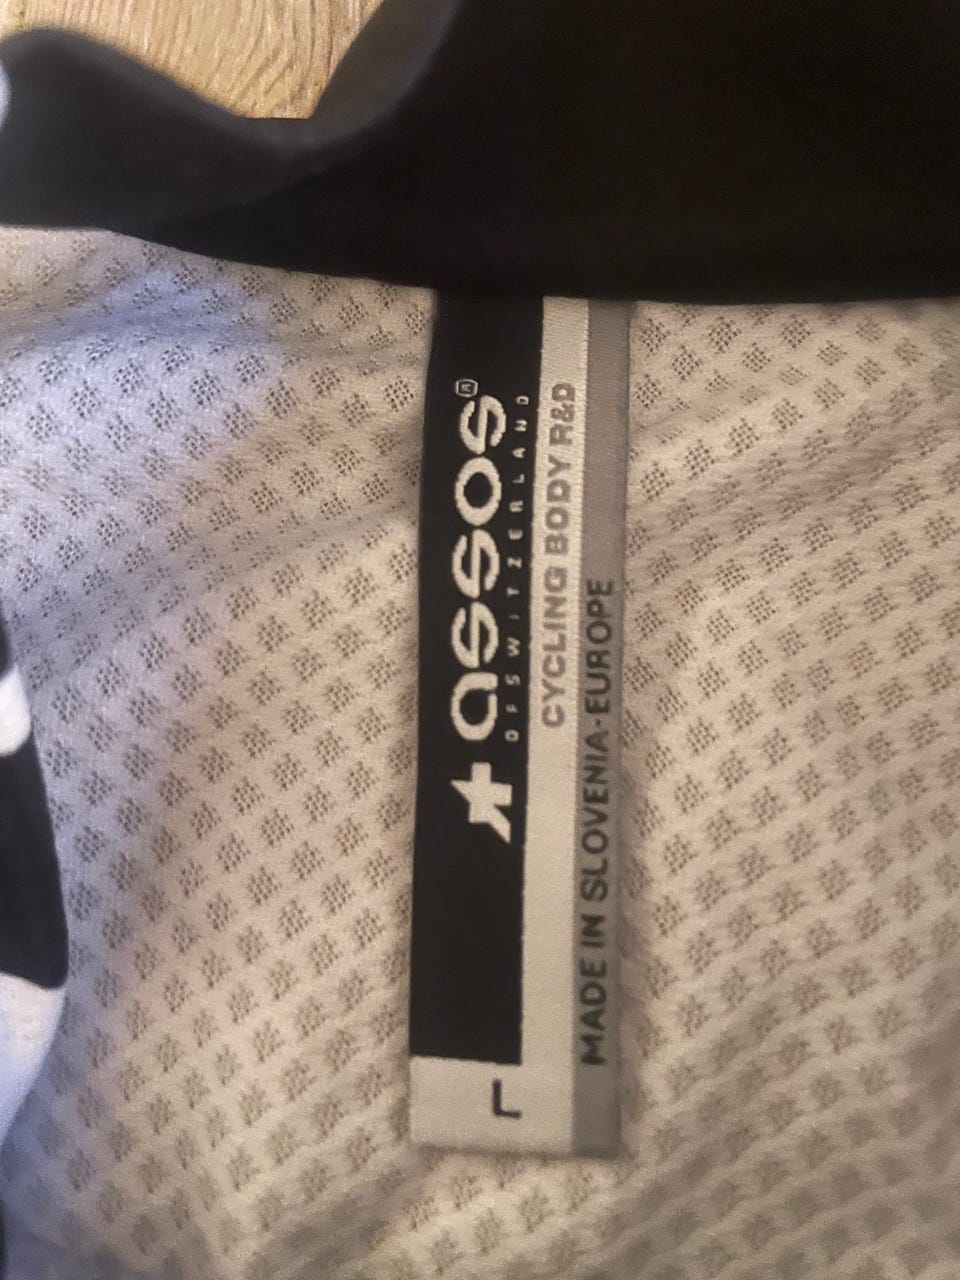 assos®
OF SWITZERLAND
CYCLING BODY R&D
MADE IN SLOVENIA-EUROPE
L